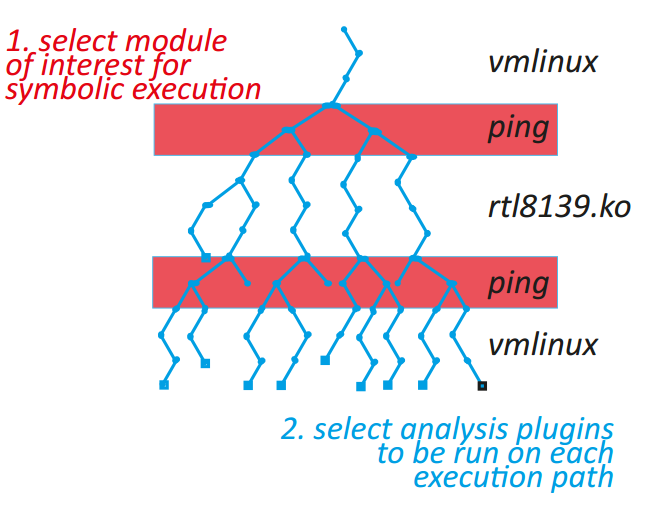 1. select module
of interest for
symbolic execution
vmlinux
ping
rtl8139.ko
ping
vmlinux
2. select analysis plugins
to be run on each
execution path